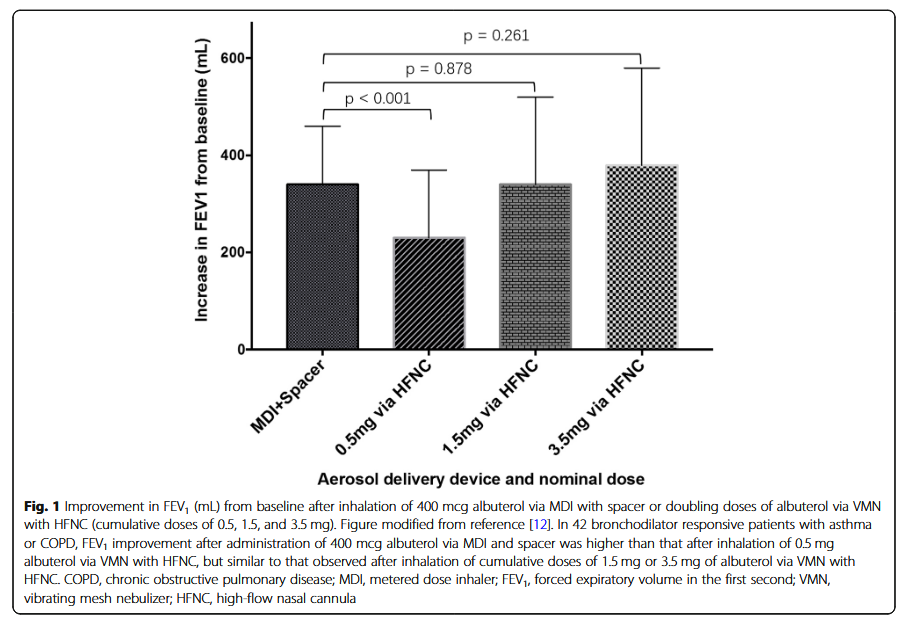 p = 0.261
p = 0.878
p < 0.001
600
400
200
0
Increase in FEV1 from baseline (mL)
MDI+Spacer
0.5mg via HFNC
1.5mg via HFNC
3.5mg via HFNC
Aerosol delivery device and nominal dose
Fig. 1 Improvement in FEV₁ (mL) from baseline after inhalation of 400 mcg albuterol via MDI with spacer or doubling doses of albuterol via VMN
with HFNC (cumulative doses of 0.5, 1.5, and 3.5 mg). Figure modified from reference [12]. In 42 bronchodilator responsive patients with asthma
or COPD, FEV₁ improvement after administration of 400 mcg albuterol via MDI and spacer was higher than that after inhalation of 0.5 mg
albuterol via VMN with HFNC, but similar to that observed after inhalation of cumulative doses of 1.5 mg or 3.5 mg of albuterol via VMN with
HFNC. COPD, chronic obstructive pulmonary disease; MDI, metered dose inhaler; FEV₁, forced expiratory volume in the first second; VMN,
vibrating mesh nebulizer; HFNC, high-flow nasal cannula